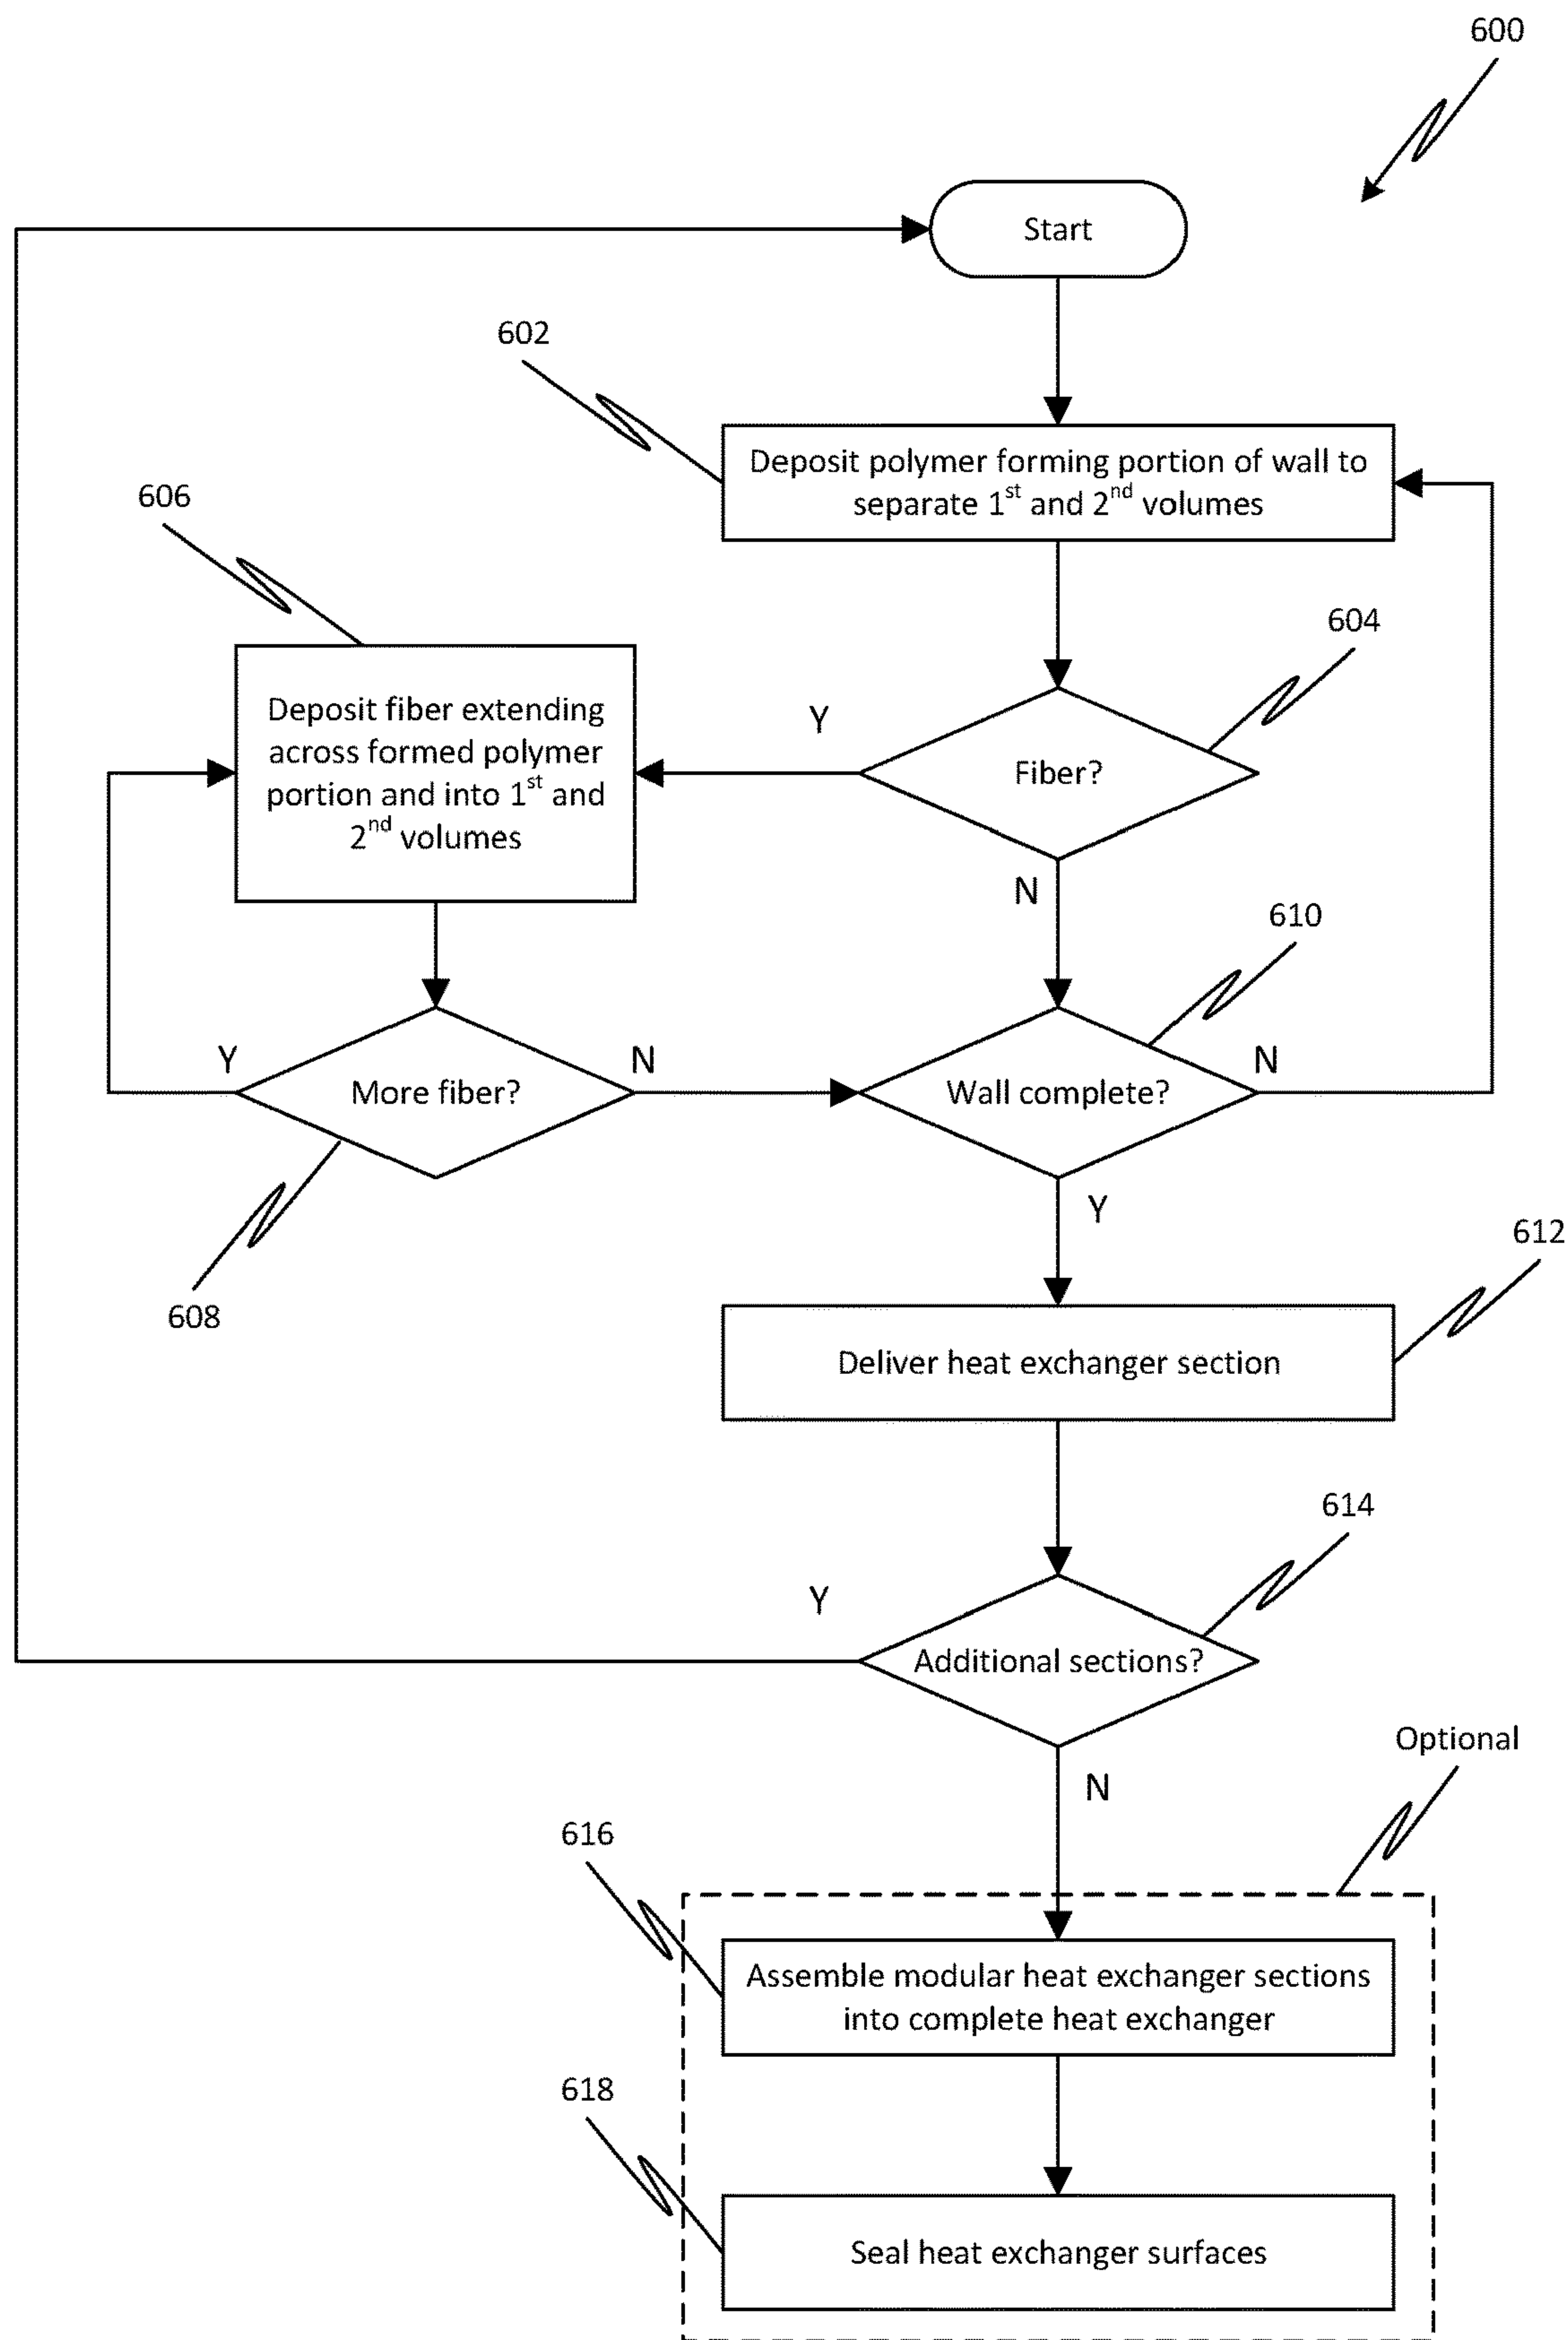 600
Start
602
Deposit polymer forming portion of wall to
separate 1st and 2nd volumes
606
604
Deposit fiber extending
across formed polymer
portion and into 1st and
2nd volumes
Y
Fiber?
N
610
Y
More fiber?
N
Wall complete?
N
Y
608
612
Deliver heat exchanger section
614
Y
Additional sections?
N
Optional
616
Assemble modular heat exchanger sections
into complete heat exchanger
618
Seal heat exchanger surfaces